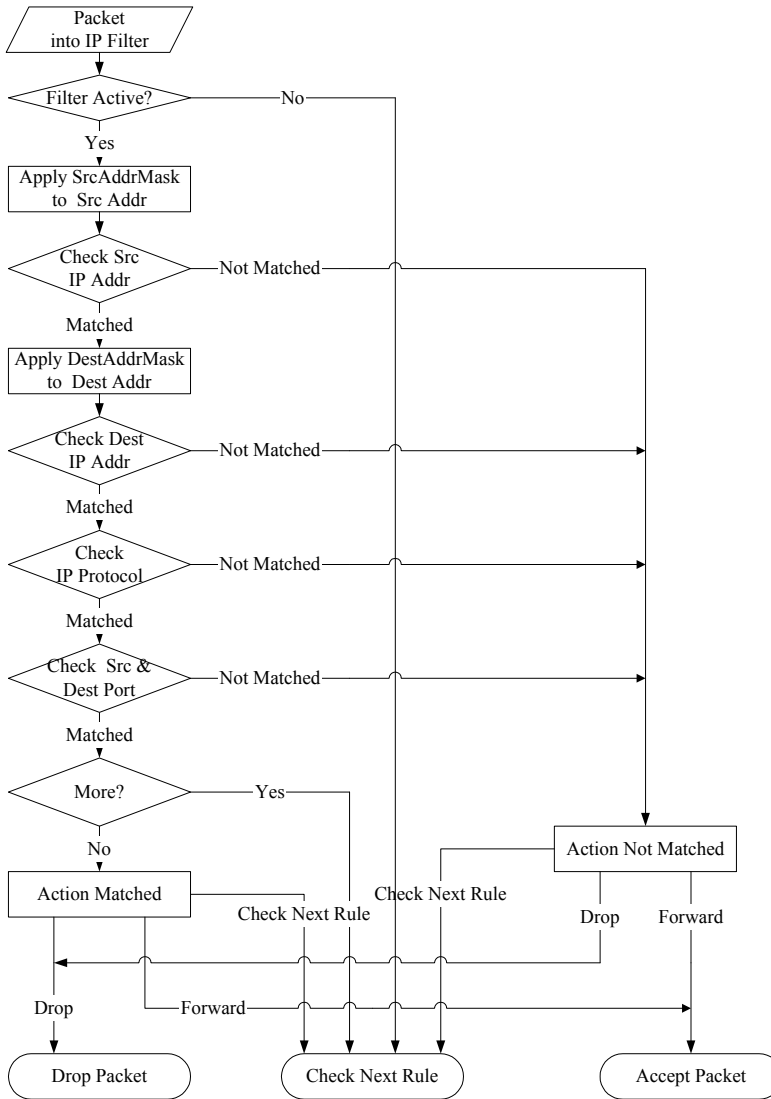 Packet
into IP Filter
Filter Active?
No
Yes
Apply SrcAddrMask
to Src Addr
Check Src
IP Addr
Not Matched
Matched
Apply DestAddrMask
to Dest Addr
Check Dest
IP Addr
Not Matched
Matched
Check
IP Protocol
Not Matched
Matched
Check Src &
Dest Port
Not Matched
Matched
More?
Yes
No
Action Not Matched
Action Matched
Check Next Rule
Check Next Rule
Drop
Forward
Drop
Forward
Drop Packet
Check Next Rule
Accept Packet